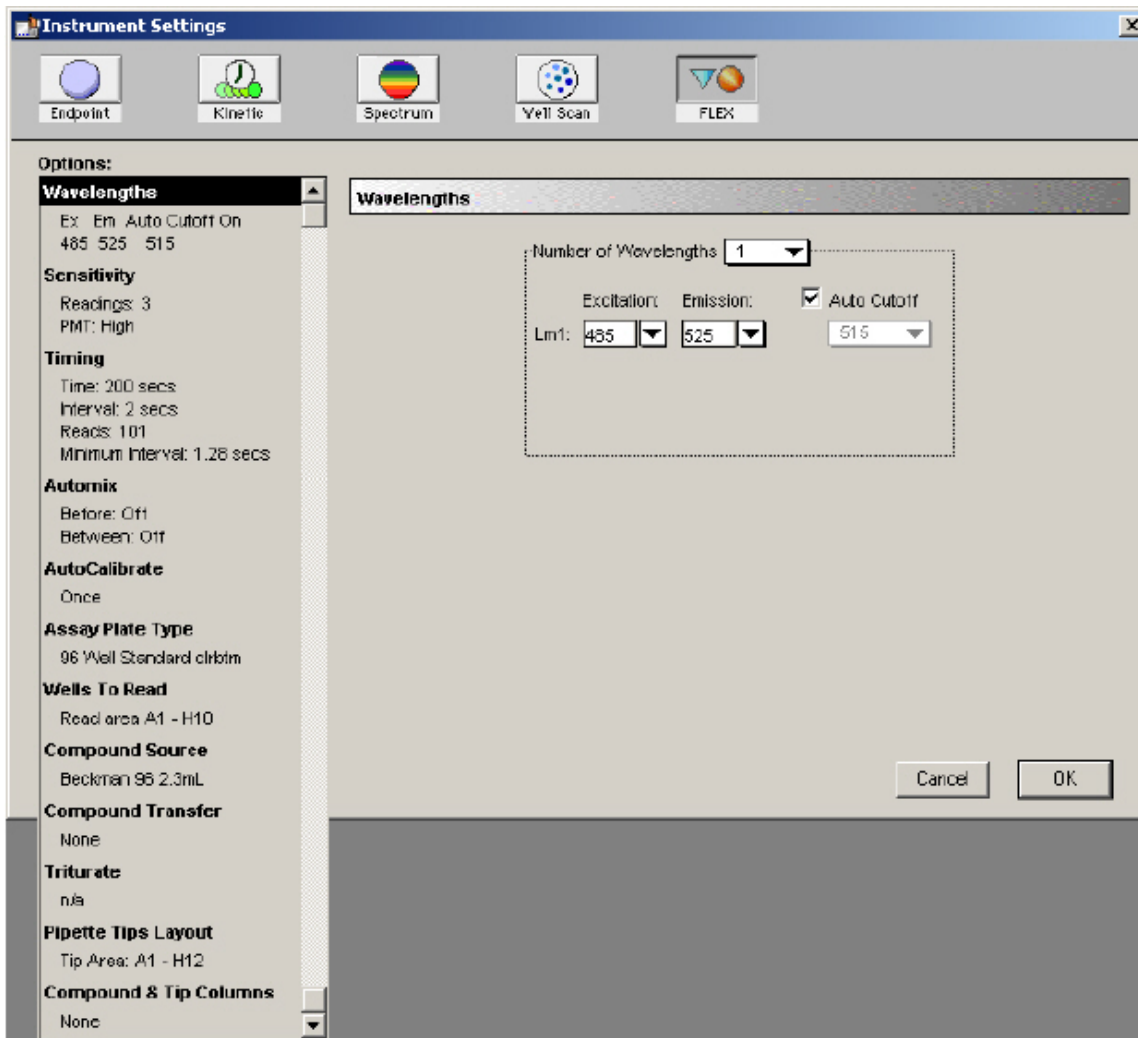 Instrument Settings
Endpoint
Kinetic
Spectrum
Well Scan
FLEX
Options:
Wavelengths
Ex Em Auto Cutoff On
485 525 515
Sensitivity
Readings: 3
PMT: High
Timing
Time: 200 secs
Interval: 2 secs
Reads: 101
Minimum Interval: 1.28 secs
Automix
Before: Off
Between: Off
AutoCalibrate
Once
Assay Plate Type
96 Well Standard clrbtm
Wells To Read
Read area A1 - H10
Compound Source
Beckman 96 2.3mL
Compound Transfer
None
Triturate
n/a
Pipette Tips Layout
Tip Area: A1 - H12
Compound & Tip Columns
None
Wavelengths
Number of Wavelengths 1
Excitation: Emission: Auto Cutoff
Lm1: 485 525 515
Cancel OK